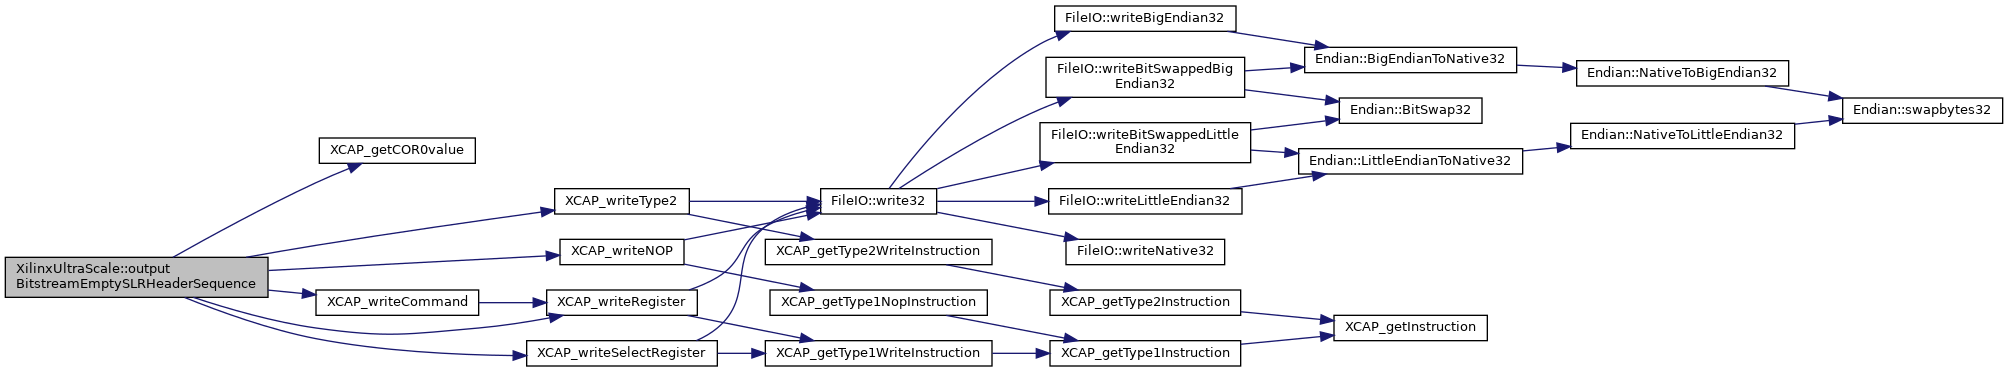 XilinxUltraScale::output
BitstreamEmptySLRHeaderSequence
XCAP_getCOR0value
XCAP_writeType2
XCAP_writeNOP
XCAP_writeCommand
XCAP_writeRegister
XCAP_writeSelectRegister
FileIO::write32
XCAP_getType2WriteInstruction
XCAP_getType1NopInstruction
XCAP_getType1WriteInstruction
FileIO::writeBigEndian32
FileIO::writeBitSwappedBig
Endian32
FileIO::writeBitSwappedLittle
Endian32
FileIO::writeLittleEndian32
FileIO::writeNative32
XCAP_getType2Instruction
XCAP_getType1Instruction
Endian::BigEndianToNative32
Endian::BitSwap32
Endian::LittleEndianToNative32
XCAP_getInstruction
Endian::NativeToBigEndian32
Endian::NativeToLittleEndian32
Endian::swapbytes32